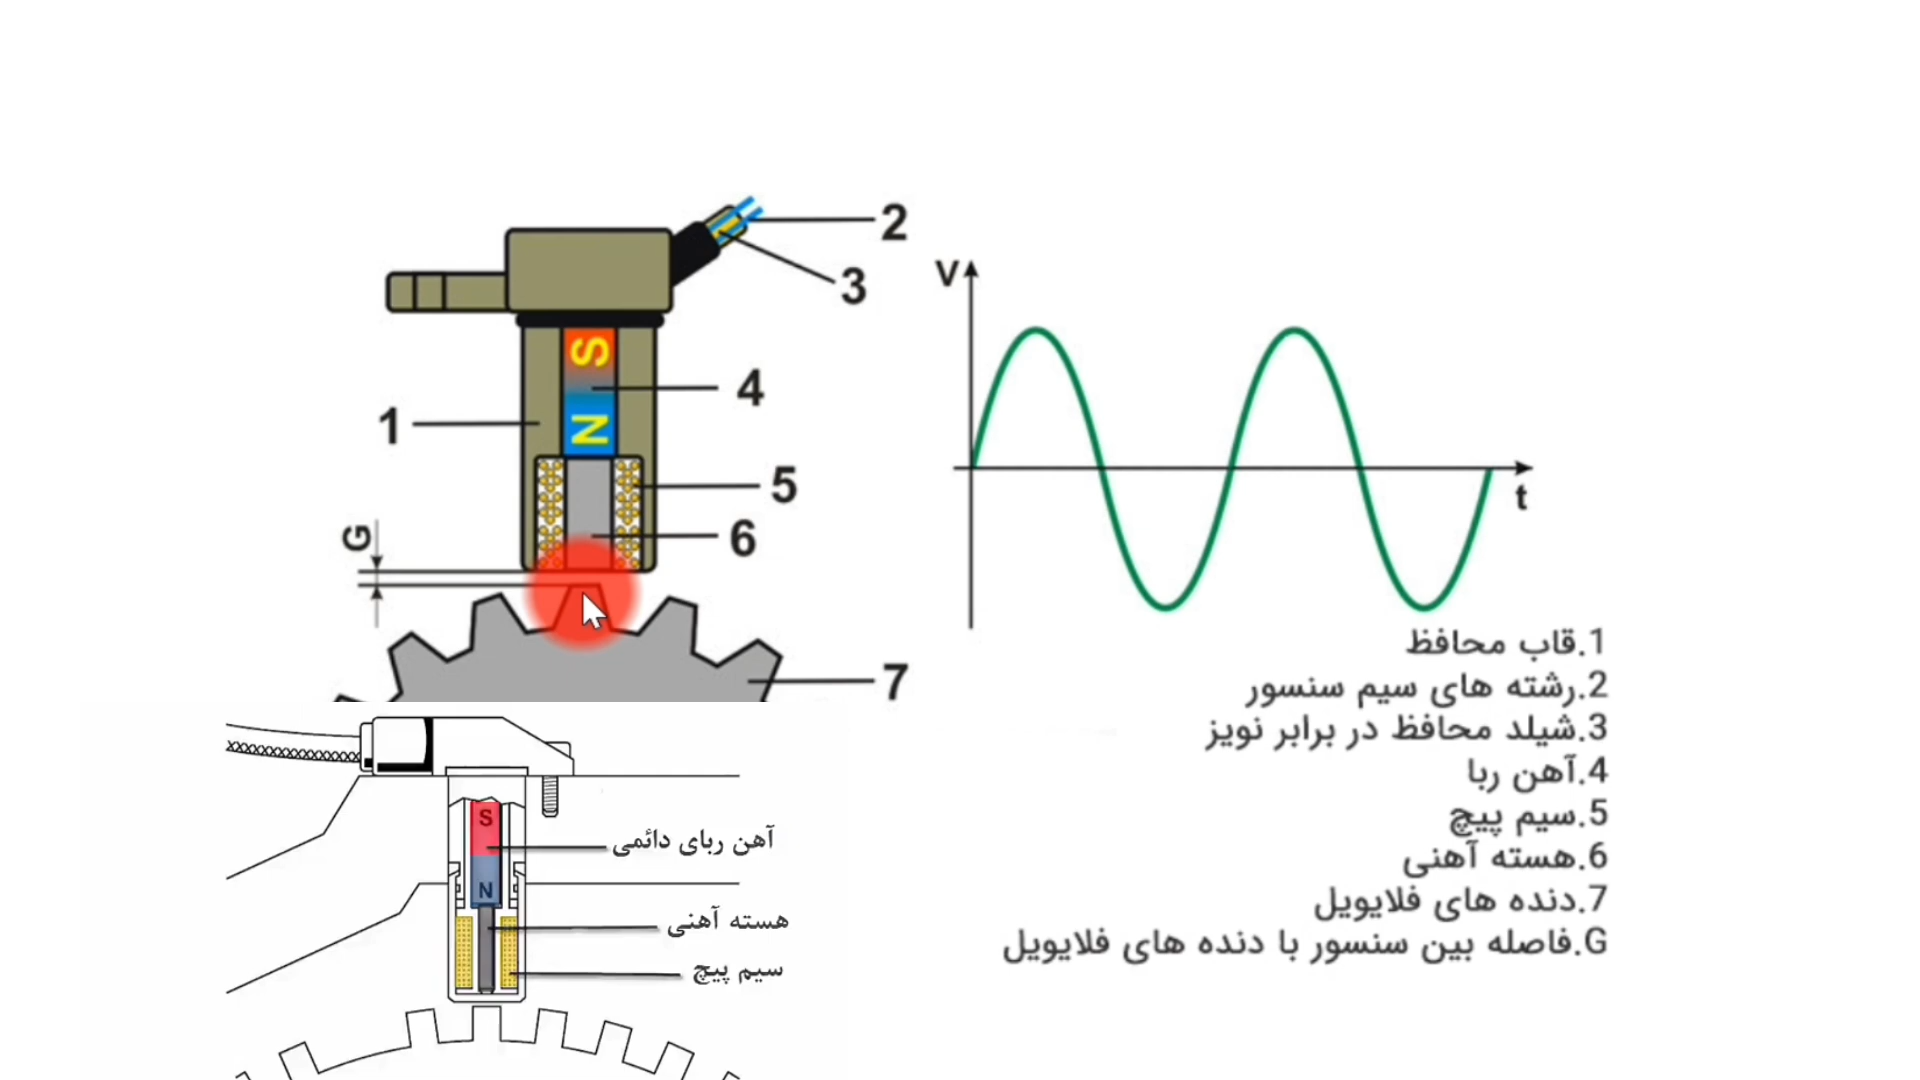 2
3
V
S
4
N
1
5
G
6
t
7
1.قاب محافظ
2.رشته های سیم سنسور
3.شیلد محافظ در برابر نویز
4.آهن ربا
5.سیم پیچ
6.هسته آهنی
7.دنده های فلایویل
G.فاصله بین سنسور با دنده های فلایویل
S
آهن ربای دائمی
N
هسته آهنی
سیم پیچ